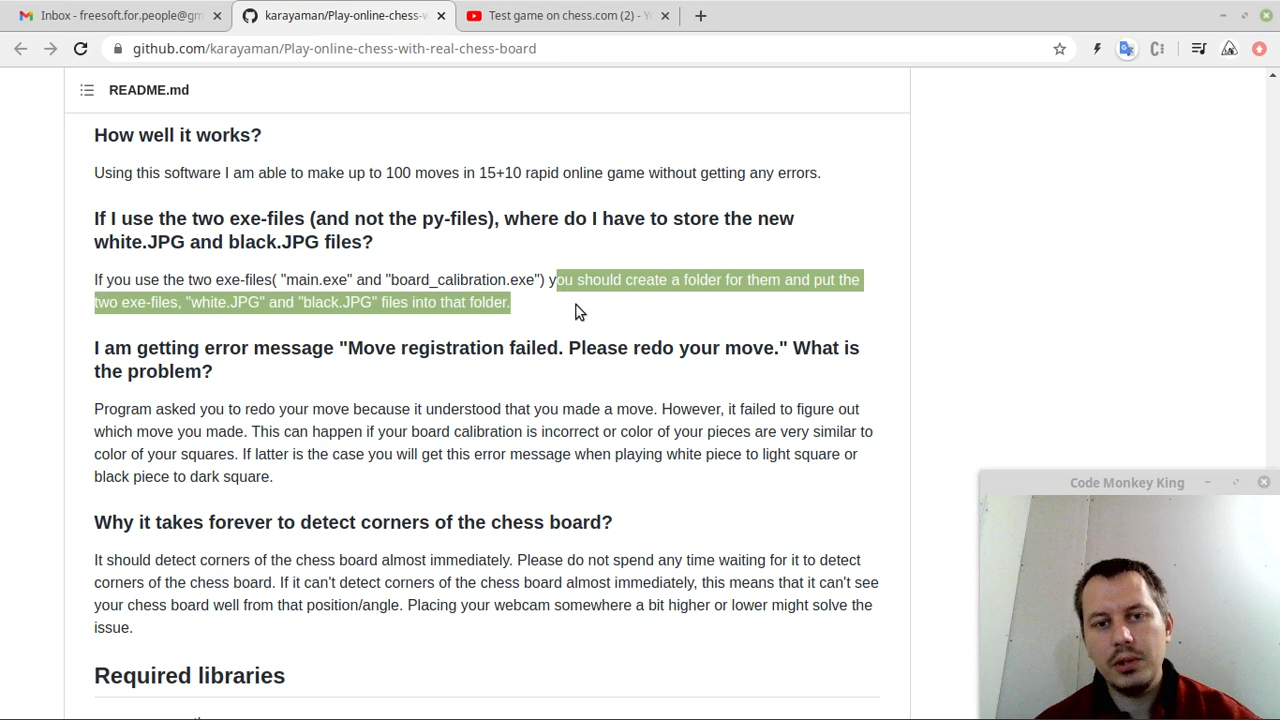 Inbox - freesoft.for.people@gm
karayaman/Play-online-chess-w
Test game on chess.com (2) - Yo
github.com/karayaman/Play-online-chess-with-real-chess-board
README.md
How well it works?
Using this software I am able to make up to 100 moves in 15+10 rapid online game without getting any errors.
If I use the two exe-files (and not the py-files), where do I have to store the new
white.JPG and black.JPG files?
If you use the two exe-files( "main.exe" and "board_calibration.exe") you should create a folder for them and put the
two exe-files, "white.JPG" and "black.JPG" files into that folder.
I am getting error message "Move registration failed. Please redo your move." What is
the problem?
Program asked you to redo your move because it understood that you made a move. However, it failed to figure out
which move you made. This can happen if your board calibration is incorrect or color of your pieces are very similar to
color of your squares. If latter is the case you will get this error message when playing white piece to light square or
black piece to dark square.
Code Monkey King
Why it takes forever to detect corners of the chess board?
It should detect corners of the chess board almost immediately. Please do not spend any time waiting for it to detect
corners of the chess board. If it can't detect corners of the chess board almost immediately, this means that it can't see
your chess board well from that position/angle. Placing your webcam somewhere a bit higher or lower might solve the
issue.
Required libraries